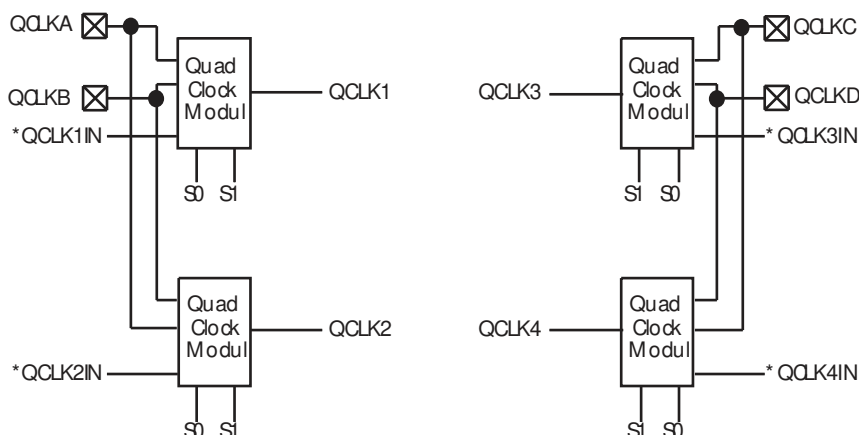 QCLKA
Quad
Clock
Modul
QCLKB
*QCLK1IN
QCLK1
S0 S1
QCLK3
Quad
Clock
Modul
QCLKC
QCLKD
*QCLK3IN
S1 S0
Quad
Clock
Modul
QCLK2
*QCLK2IN
S0 S1
QCLK4
Quad
Clock
Modul
*QCLK4IN
S1 S0